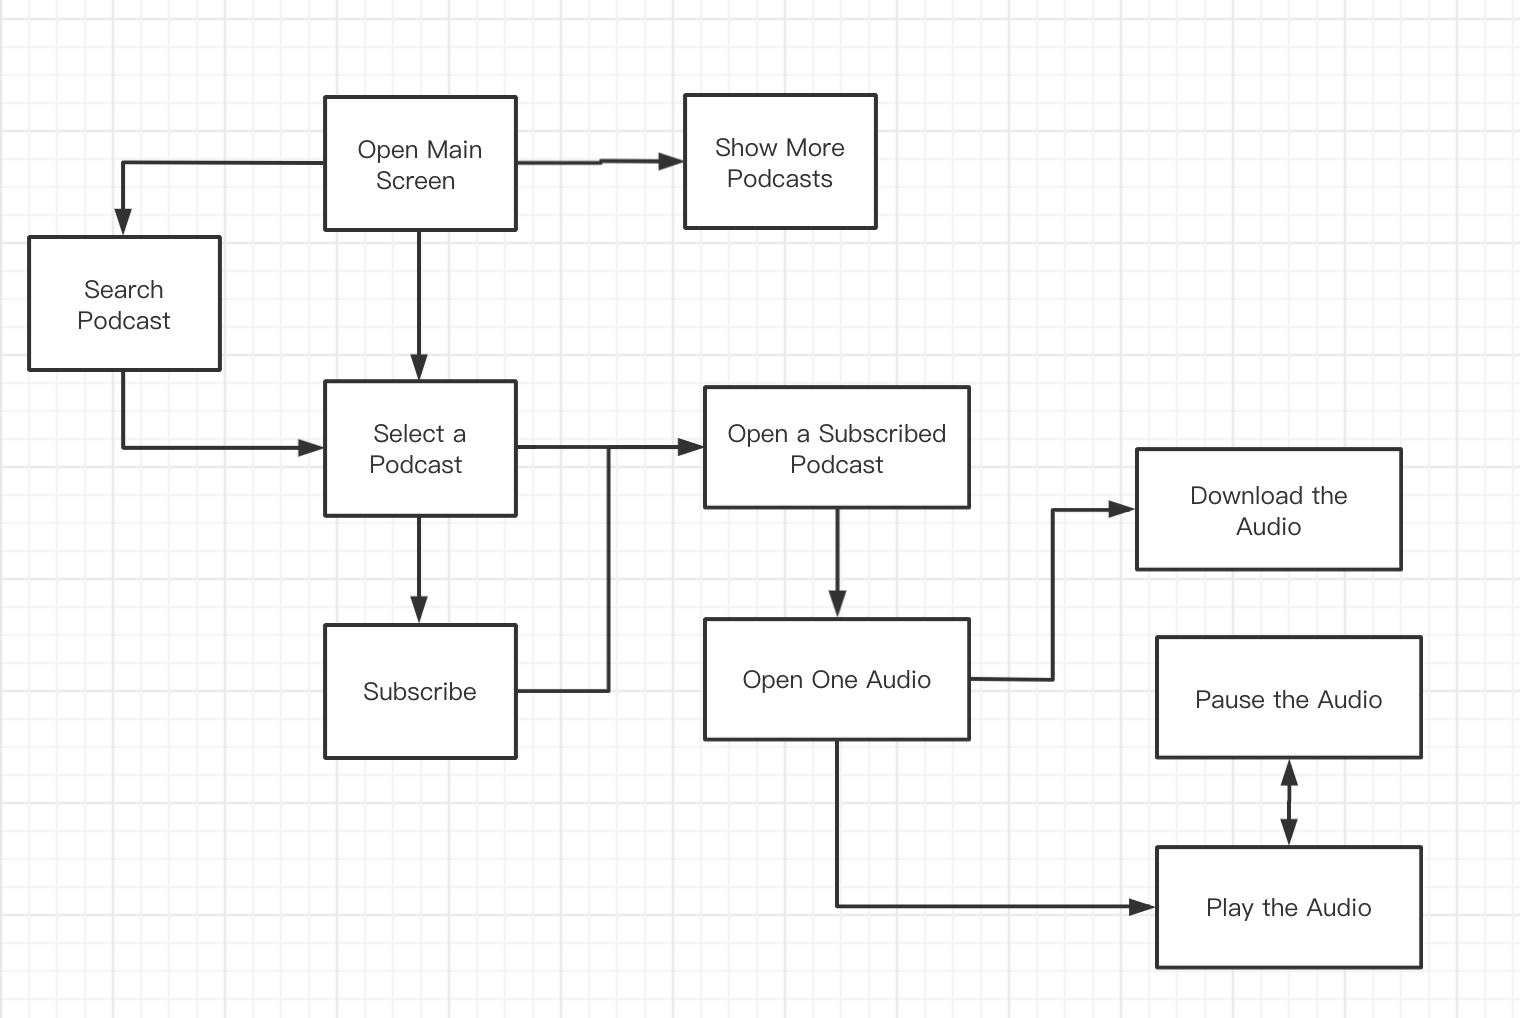 Open Main
Screen
Show More
Podcasts
Search
Podcast
Select a
Podcast
Open a Subscribed
Podcast
Download the
Audio
Subscribe
Open One Audio
Pause the Audio
Play the Audio